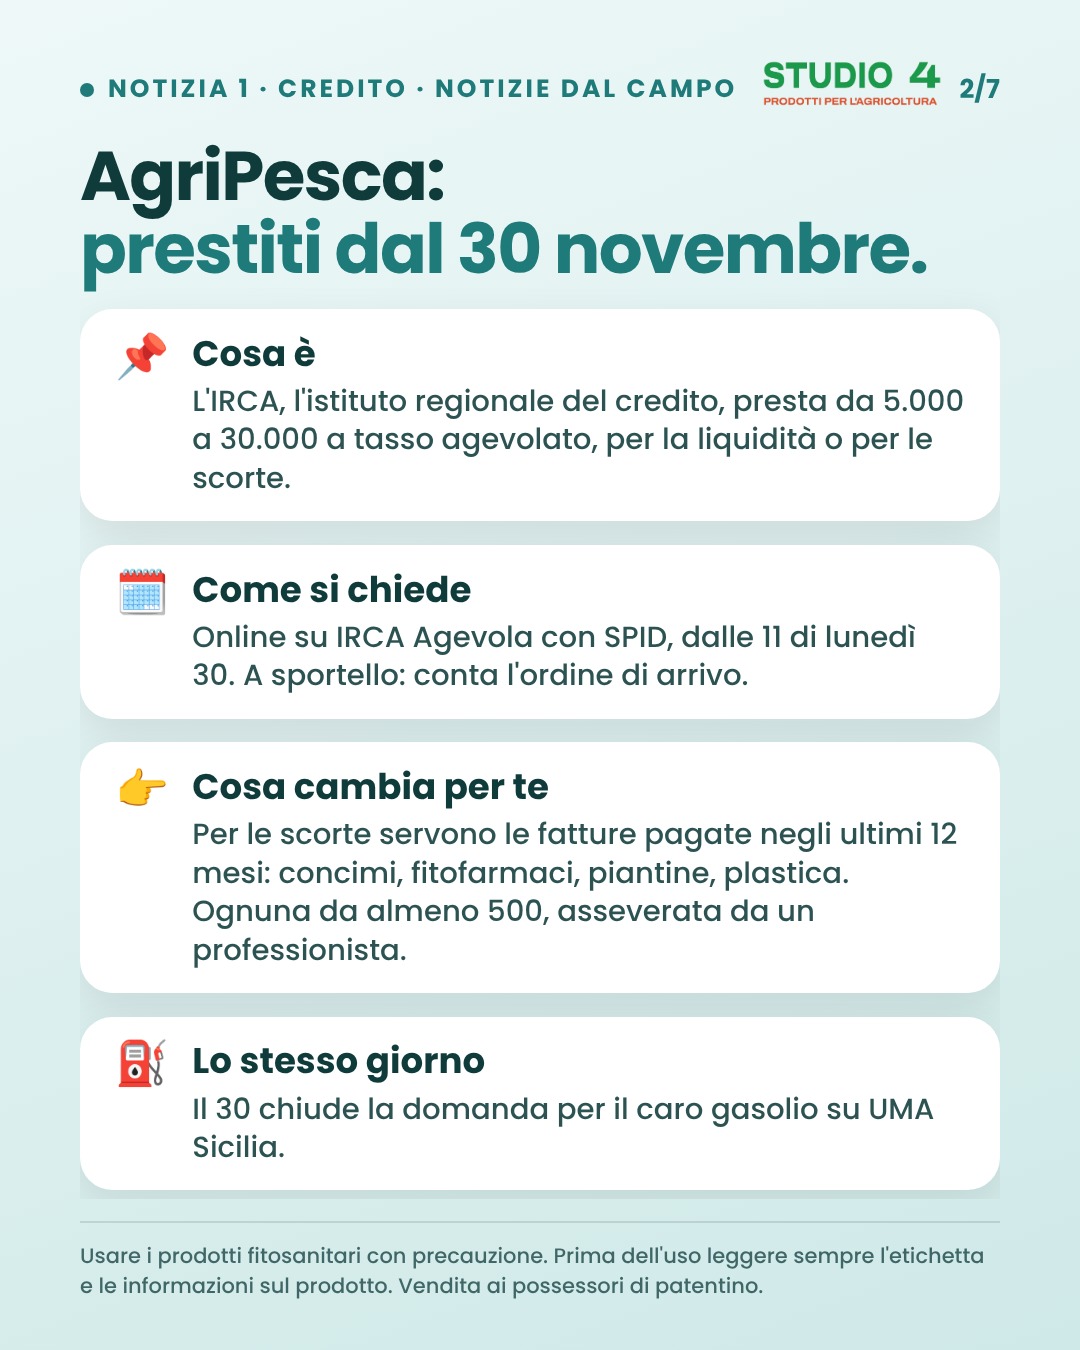 NOTIZIA 1 · CREDITO · NOTIZIE DAL CAMPO
STUDIO 4
PRODOTTI PER L'AGRICOLTURA
2/7
AgriPesca:
prestiti dal 30 novembre.
Cosa è
L'IRCA, l'istituto regionale del credito, presta da 5.000
a 30.000 a tasso agevolato, per la liquidità o per le
scorte.
Come si chiede
Online su IRCA Agevola con SPID, dalle 11 di lunedì
30. A sportello: conta l'ordine di arrivo.
Cosa cambia per te
Per le scorte servono le fatture pagate negli ultimi 12
mesi: concimi, fitofarmaci, piantine, plastica.
Ognuna da almeno 500, asseverata da un
professionista.
Lo stesso giorno
Il 30 chiude la domanda per il caro gasolio su UMA
Sicilia.
Usare i prodotti fitosanitari con precauzione. Prima dell'uso leggere sempre l'etichetta
e le informazioni sul prodotto. Vendita ai possessori di patentino.